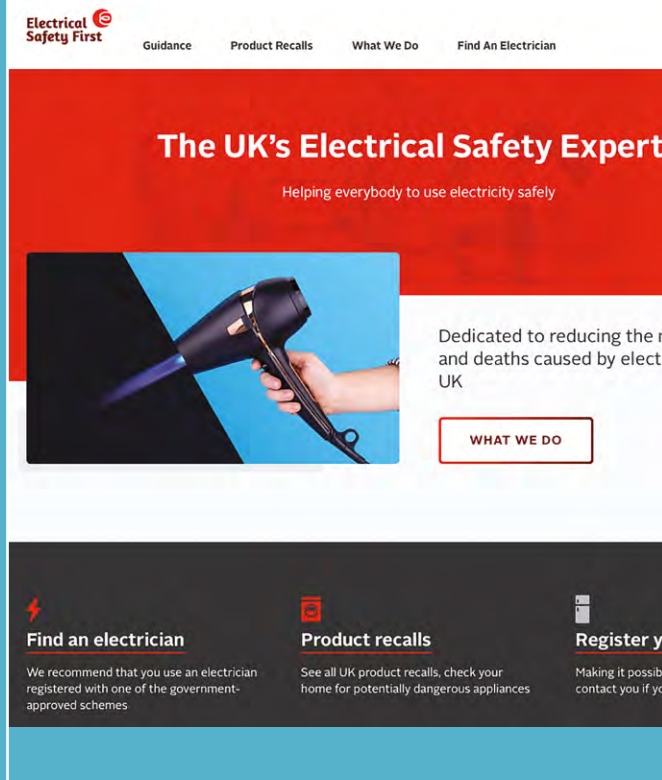 Electrical
Safety First
Guidance Product Recalls What We Do Find An Electrician
The UK's Electrical Safety Expert
Helping everybody to use electricity safely
Dedicated to reducing the
and deaths caused by elect
UK
WHAT WE DO
Find an electrician
We recommend that you use an electrician
registered with one of the government-
approved schemes
Product recalls
See all UK product recalls, check your
home for potentially dangerous appliances
Register y
Making it possib
contact you if yo